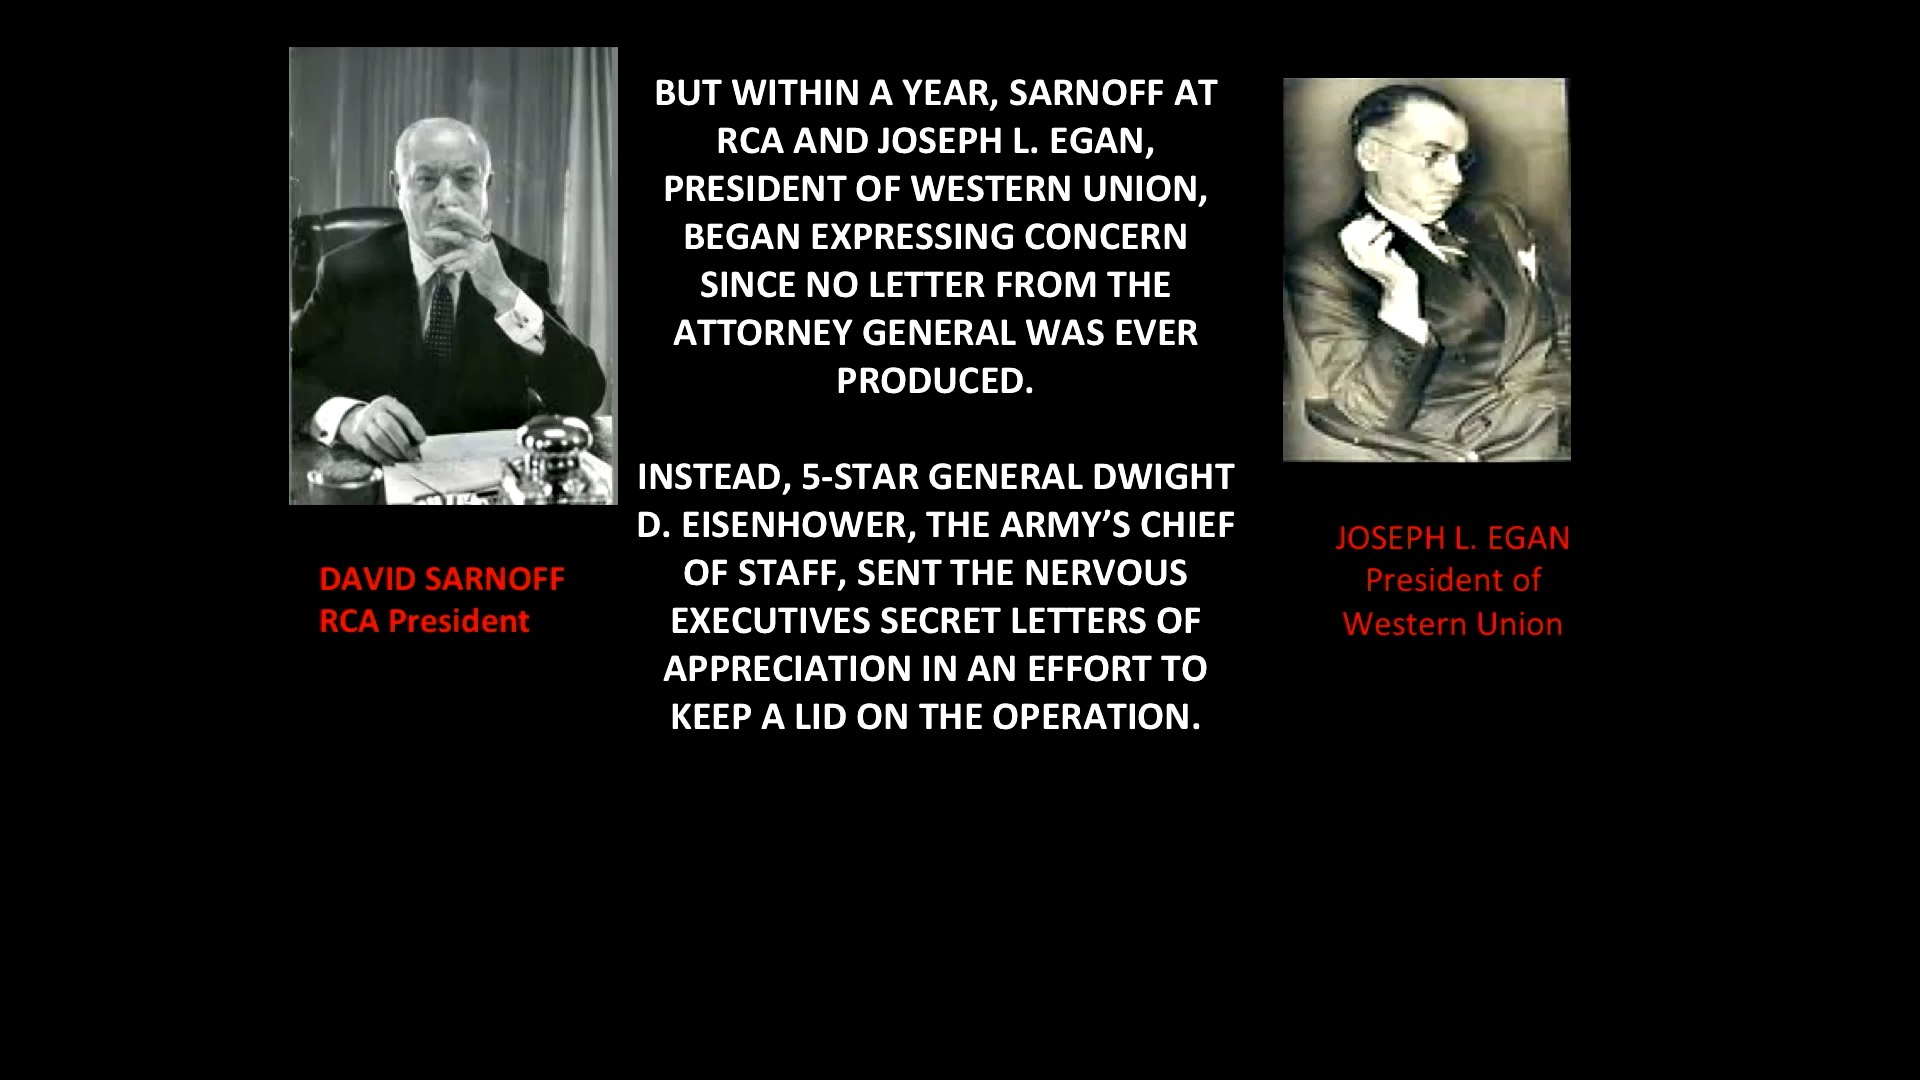 BUT WITHIN A YEAR, SARNOFF AT
RCA AND JOSEPH L. EGAN,
PRESIDENT OF WESTERN UNION,
BEGAN EXPRESSING CONCERN
SINCE NO LETTER FROM THE
ATTORNEY GENERAL WAS EVER
PRODUCED.
INSTEAD, 5-STAR GENERAL DWIGHT
D. EISENHOWER, THE ARMY’S CHIEF
OF STAFF, SENT THE NERVOUS
EXECUTIVES SECRET LETTERS OF
APPRECIATION IN AN EFFORT TO
KEEP A LID ON THE OPERATION.
DAVID SARNOFF
RCA President
JOSEPH L. EGAN
President of
Western Union